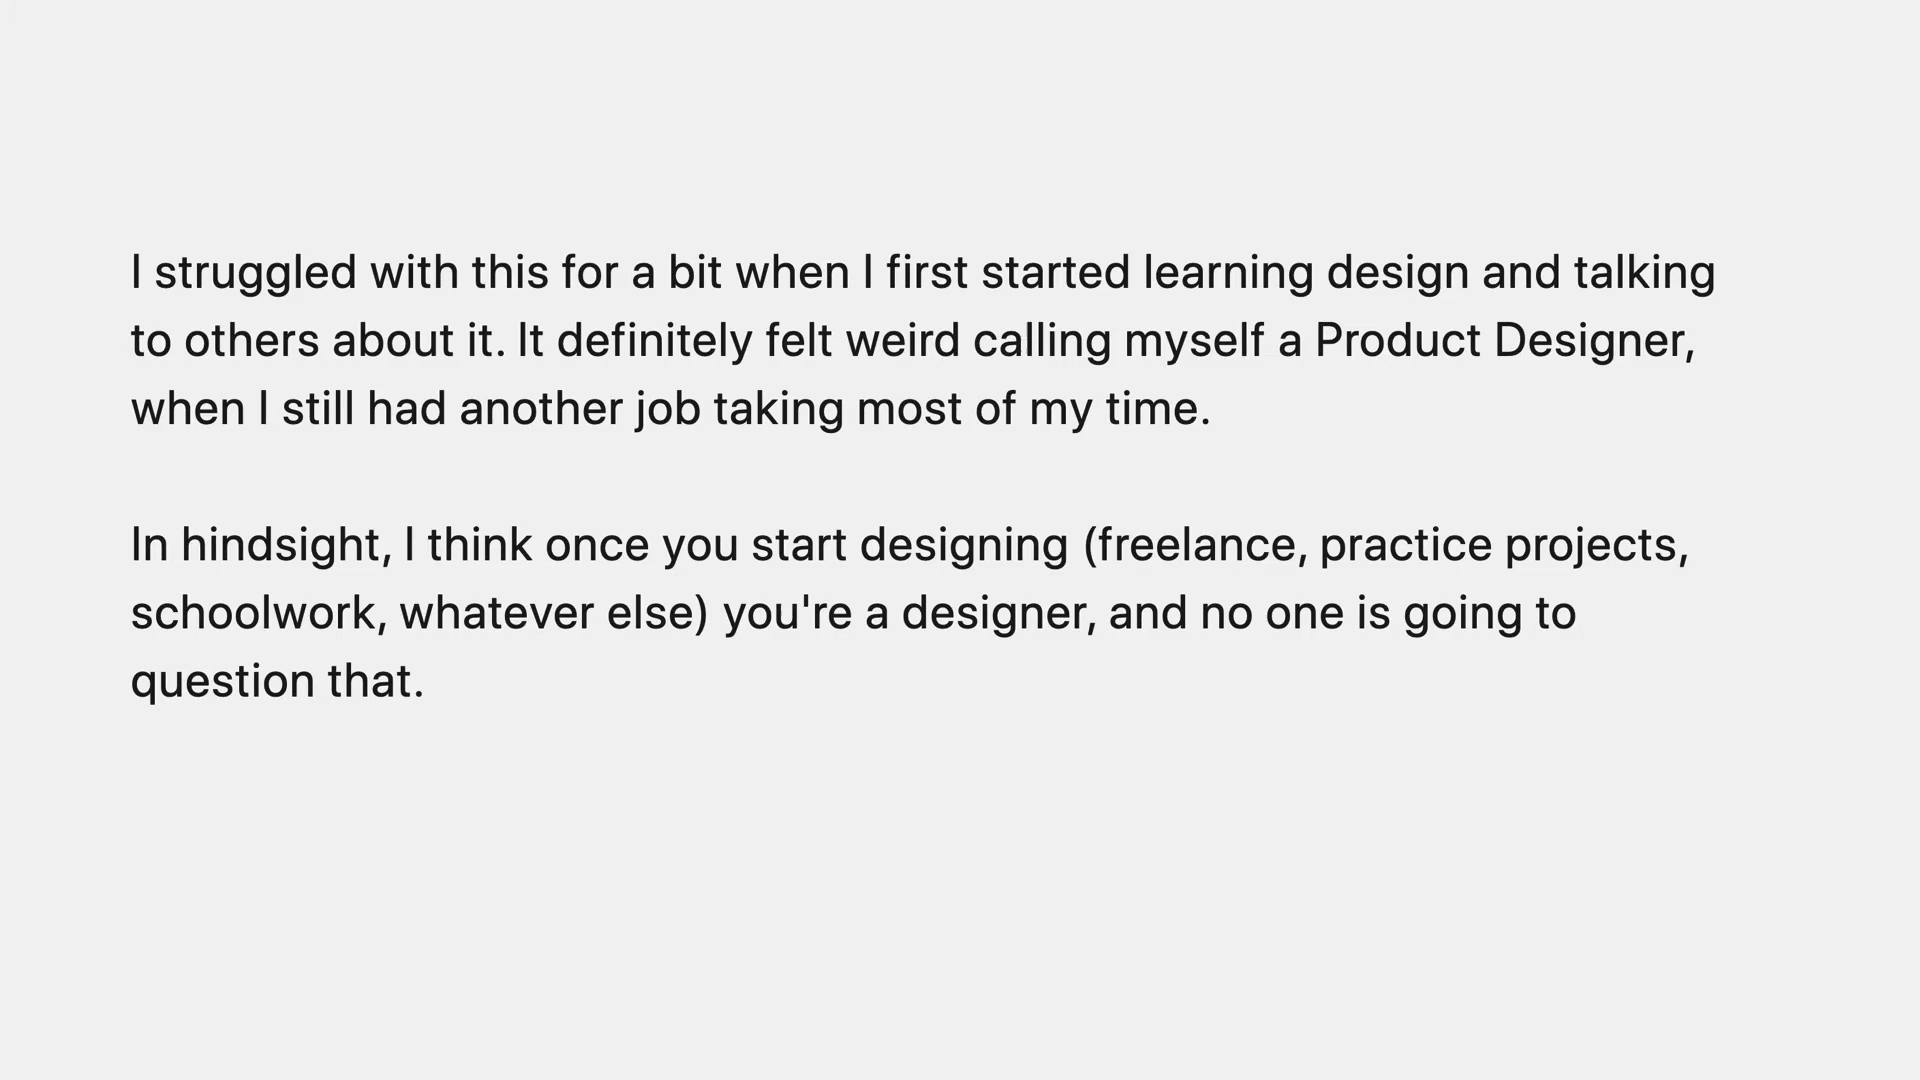 I struggled with this for a bit when I first started learning design and talking
to others about it. It definitely felt weird calling myself a Product Designer,
when I still had another job taking most of my time.
In hindsight, I think once you start designing (freelance, practice projects,
schoolwork, whatever else) you're a designer, and no one is going to
question that.